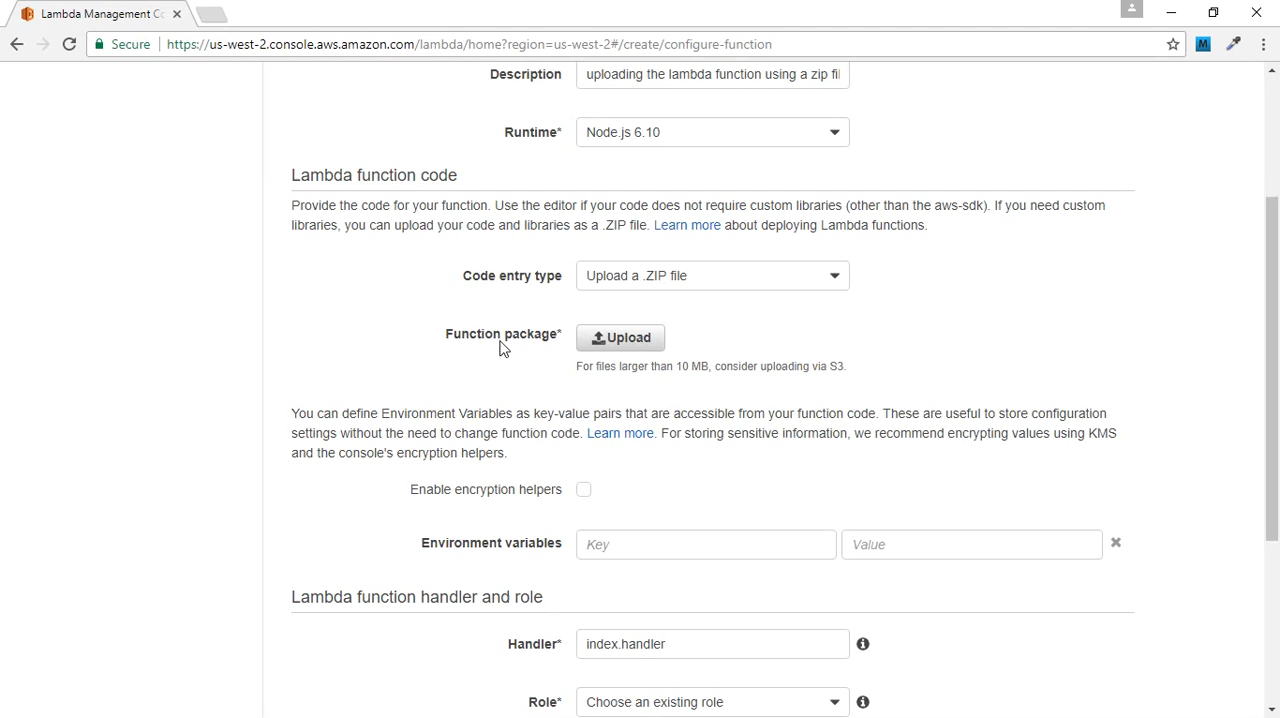 Lambda Management Co
Secure https://us-west-2.console.aws.amazon.com/lambda/home?region=us-west-2#/create/configure-function
M
Description uploading the lambda function using a zip fil
Runtime* Node.js 6.10
Lambda function code
Provide the code for your function. Use the editor if your code does not require custom libraries (other than the aws-sdk). If you need custom
libraries, you can upload your code and libraries as a .ZIP file. Learn more about deploying Lambda functions.
Code entry type Upload a .ZIP file
Function package* Upload
For files larger than 10 MB, consider uploading via S3.
You can define Environment Variables as key-value pairs that are accessible from your function code. These are useful to store configuration
settings without the need to change function code. Learn more. For storing sensitive information, we recommend encrypting values using KMS
and the console's encryption helpers.
Enable encryption helpers
Environment variables Key Value
Lambda function handler and role
Handler* index.handler
Role* Choose an existing role